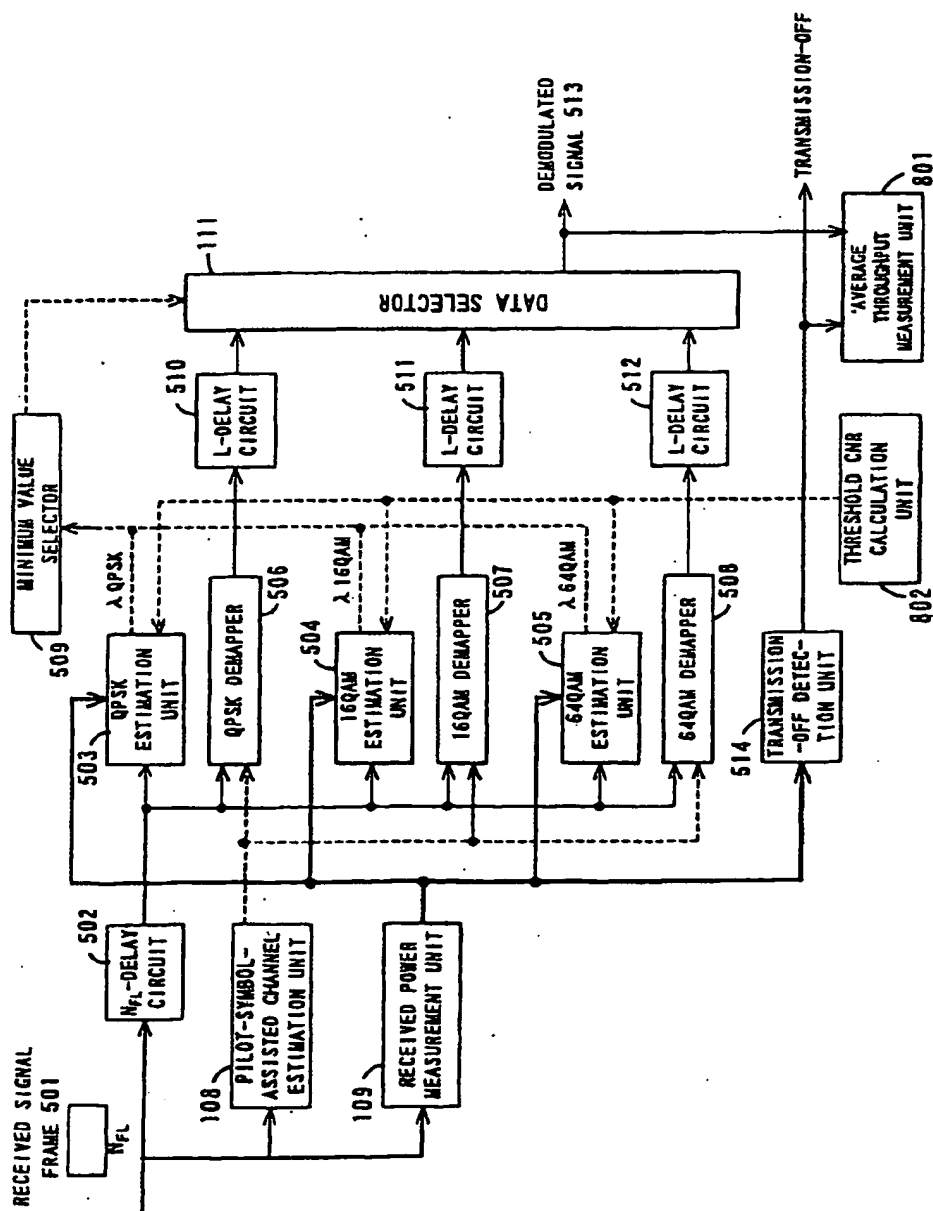 RECEIVED SIGNAL
FRAME 501
NFL
502
NFL-DELAY
CIRCUIT
108
PILOT-SYMBOL-
ASSISTED CHANNEL
ESTIMATION UNIT
109
RECEIVED POWER
MEASUREMENT UNIT
503
QPSK
ESTIMATION
UNIT
506
QPSK DEMAPPER
504
16QAM
ESTIMATION
UNIT
507
16QAM DEMAPPER
505
64QAM
ESTIMATION
UNIT
508
64QAM DEMAPPER
514
TRANSMISSION
-OFF DETEC-
TION UNIT
509
MINIMUM VALUE
SELECTOR
λ QPSK
λ 16QAM
λ 64QAM
510
L-DELAY
CIRCUIT
511
L-DELAY
CIRCUIT
512
L-DELAY
CIRCUIT
802
THRESHOLD CNR
CALCULATION
UNIT
111
DATA SELECTOR
DEMODULATED
SIGNAL 513
TRANSMISSION-OFF
801
AVERAGE
THROUGHPUT
MEASUREMENT UNIT